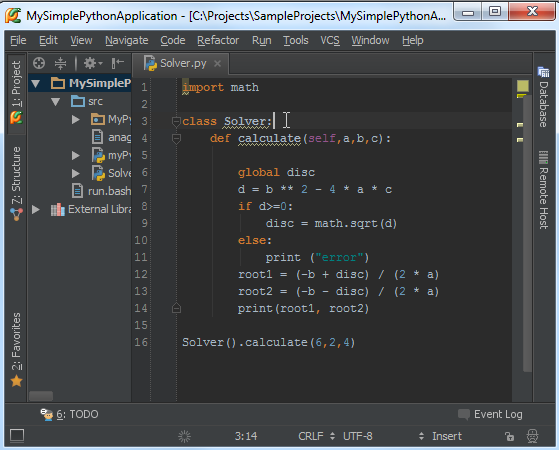 MySimplePythonApplication - [C:\Projects\SampleProjects\MySimplePythonA...
File Edit View Navigate Code Refactor Run Tools VCS Window Help
Solver.py
1: Project
Z: Structure
2: Favorites
MySimpleP
src
MyP
anag
myP
Solve
run.bash
External Libra
1 import math
2
3 class Solver:
4     def calculate(self,a,b,c):
5
6         global disc
7         d = b ** 2 - 4 * a * c
8         if d>=0:
9             disc = math.sqrt(d)
10         else:
11             print ("error")
12         root1 = (-b + disc) / (2 * a)
13         root2 = (-b - disc) / (2 * a)
14         print(root1, root2)
15
16 Solver().calculate(6,2,4)
Database
Remote Host
6: TODO
Event Log
3:14 CRLF UTF-8 Insert